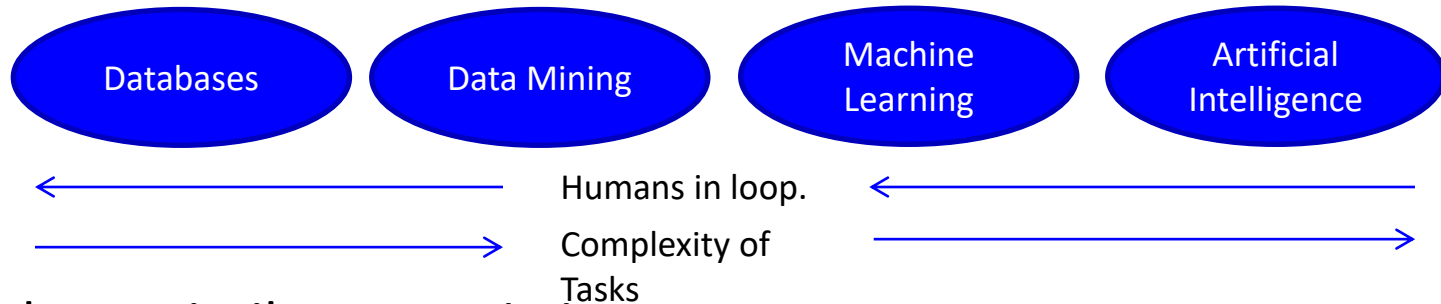 Databases
Data Mining
Machine
Learning
Artificial
Intelligence
Humans in loop.
Complexity of
Tasks